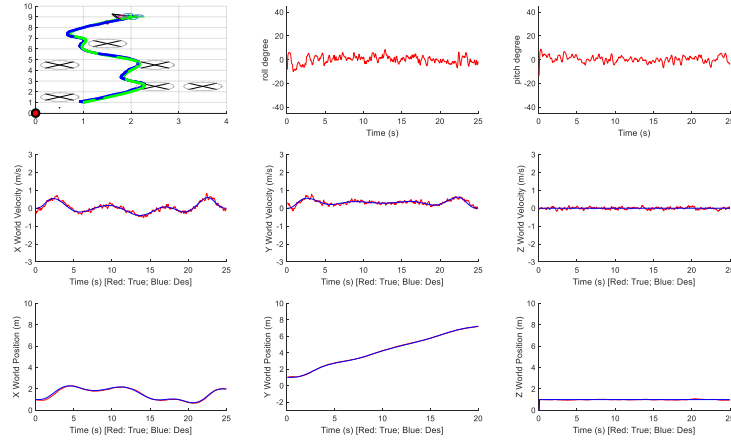 10
9
8
7
6
5
4
3
2
1
0
0 1 2 3 4
roll degree
40
20
0
-20
-40
0 5 10 15 20 25
Time (s)
pitch degree
40
20
0
-20
-40
0 5 10 15 20 25
Time (s)
X World Velocity (m/s)
3
2
1
0
-1
-2
-3
0 5 10 15 20 25
Time (s) [Red: True; Blue: Des]
Y World Velocity (m/s)
3
2
1
0
-1
-2
-3
0 5 10 15 20 25
Time (s) [Red: True; Blue: Des]
Z World Velocity (m/s)
3
2
1
0
-1
-2
-3
0 5 10 15 20 25
Time (s) [Red: True; Blue: Des]
X World Position (m)
10
8
6
4
2
0
0 5 10 15 20 25
Time (s) [Red: True; Blue: Des]
Y World Position (m)
10
8
6
4
2
0
-2
5 10 15 20
Time (s) [Red: True; Blue: Des]
Z World Position (m)
10
8
6
4
2
0
0 5 10 15 20 25
Time (s) [Red: True; Blue: Des]